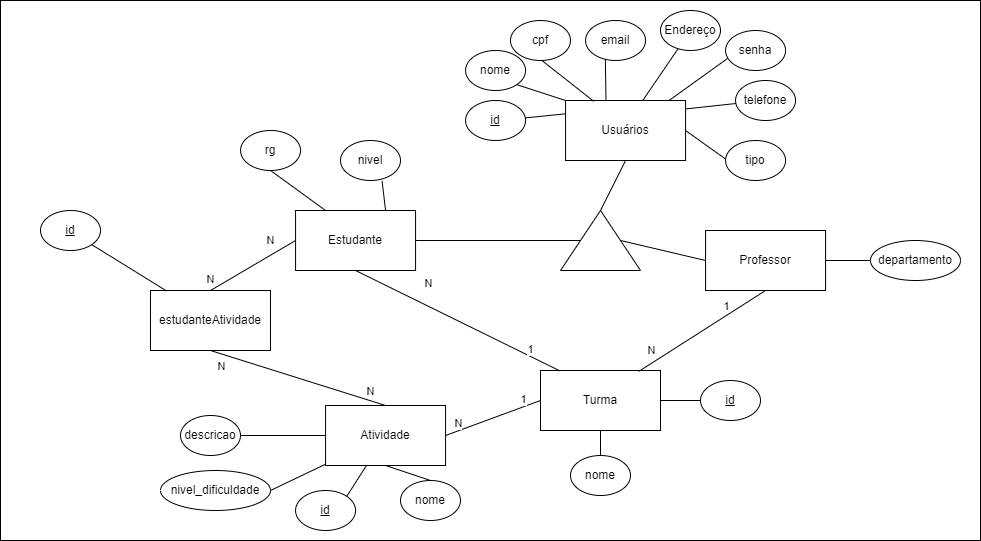 Endereço
cpf
email
senha
nome
telefone
id
Usuários
rg
nivel
tipo
id
N
Estudante
Professor
departamento
N
N
1
estudanteAtividade
N
1
N
N
1
Turma
id
N
descricao
Atividade
nome
nivel_dificuldade
id
nome